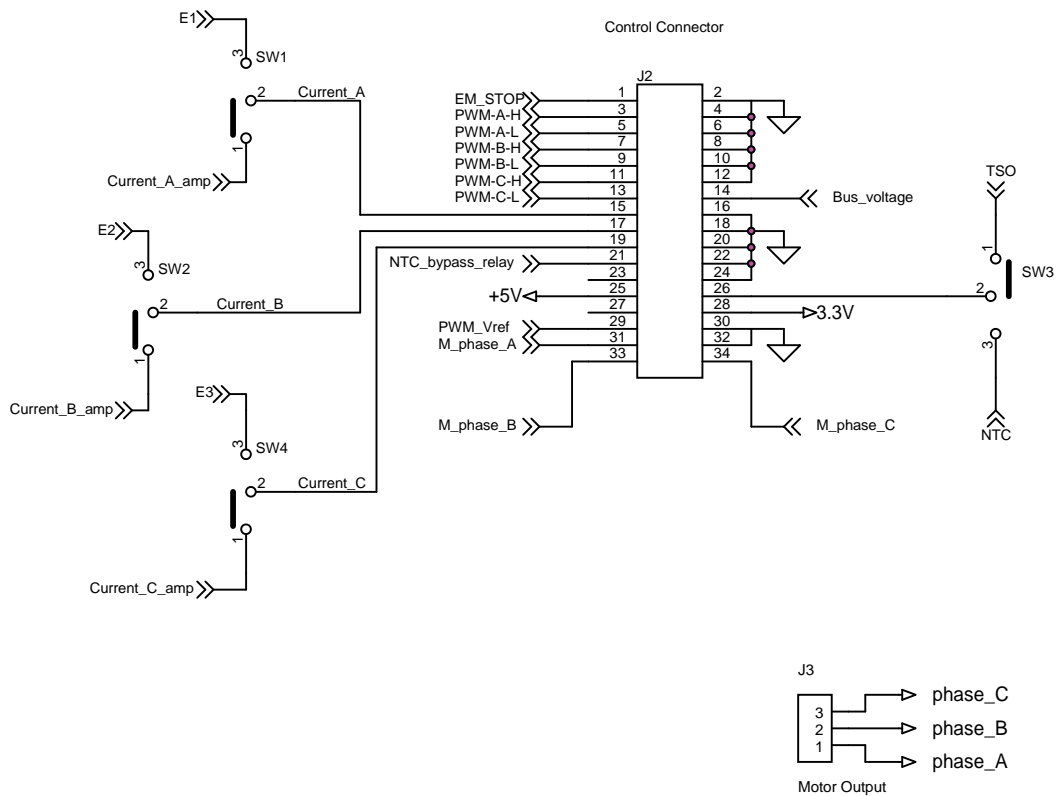 Control Connector
E1
3
SW1
2
Current_A
1
Current_A_amp
E2
3
SW2
2
Current_B
1
Current_B_amp
E3
3
SW4
2
Current_C
1
Current_C_amp
J2
EM_STOP 1 2
PWM-A-H 3 4
PWM-A-L 5 6
PWM-B-H 7 8
PWM-B-L 9 10
PWM-C-H 11 12
PWM-C-L 13 14 Bus_voltage
15 16
17 18
19 20
NTC_bypass_relay 21 22
23 24
+5V 25 26
27 28 3.3V
PWM_Vref 29 30
M_phase_A 31 32
33 34
M_phase_B
M_phase_C
TSO
1
SW3
2
3
NTC
J3
3 phase_C
2 phase_B
1 phase_A
Motor Output